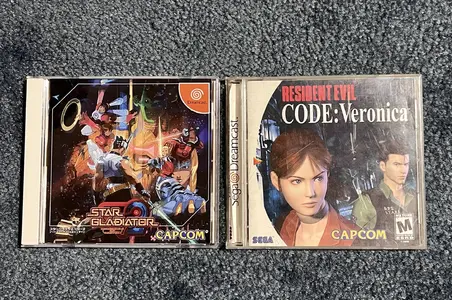 Dreamcast
STAR
GLADIATOR
CAPCOM
RESIDENT EVIL
CODE: Veronica
Sega Dreamcast
SEGA
CAPCOM
M